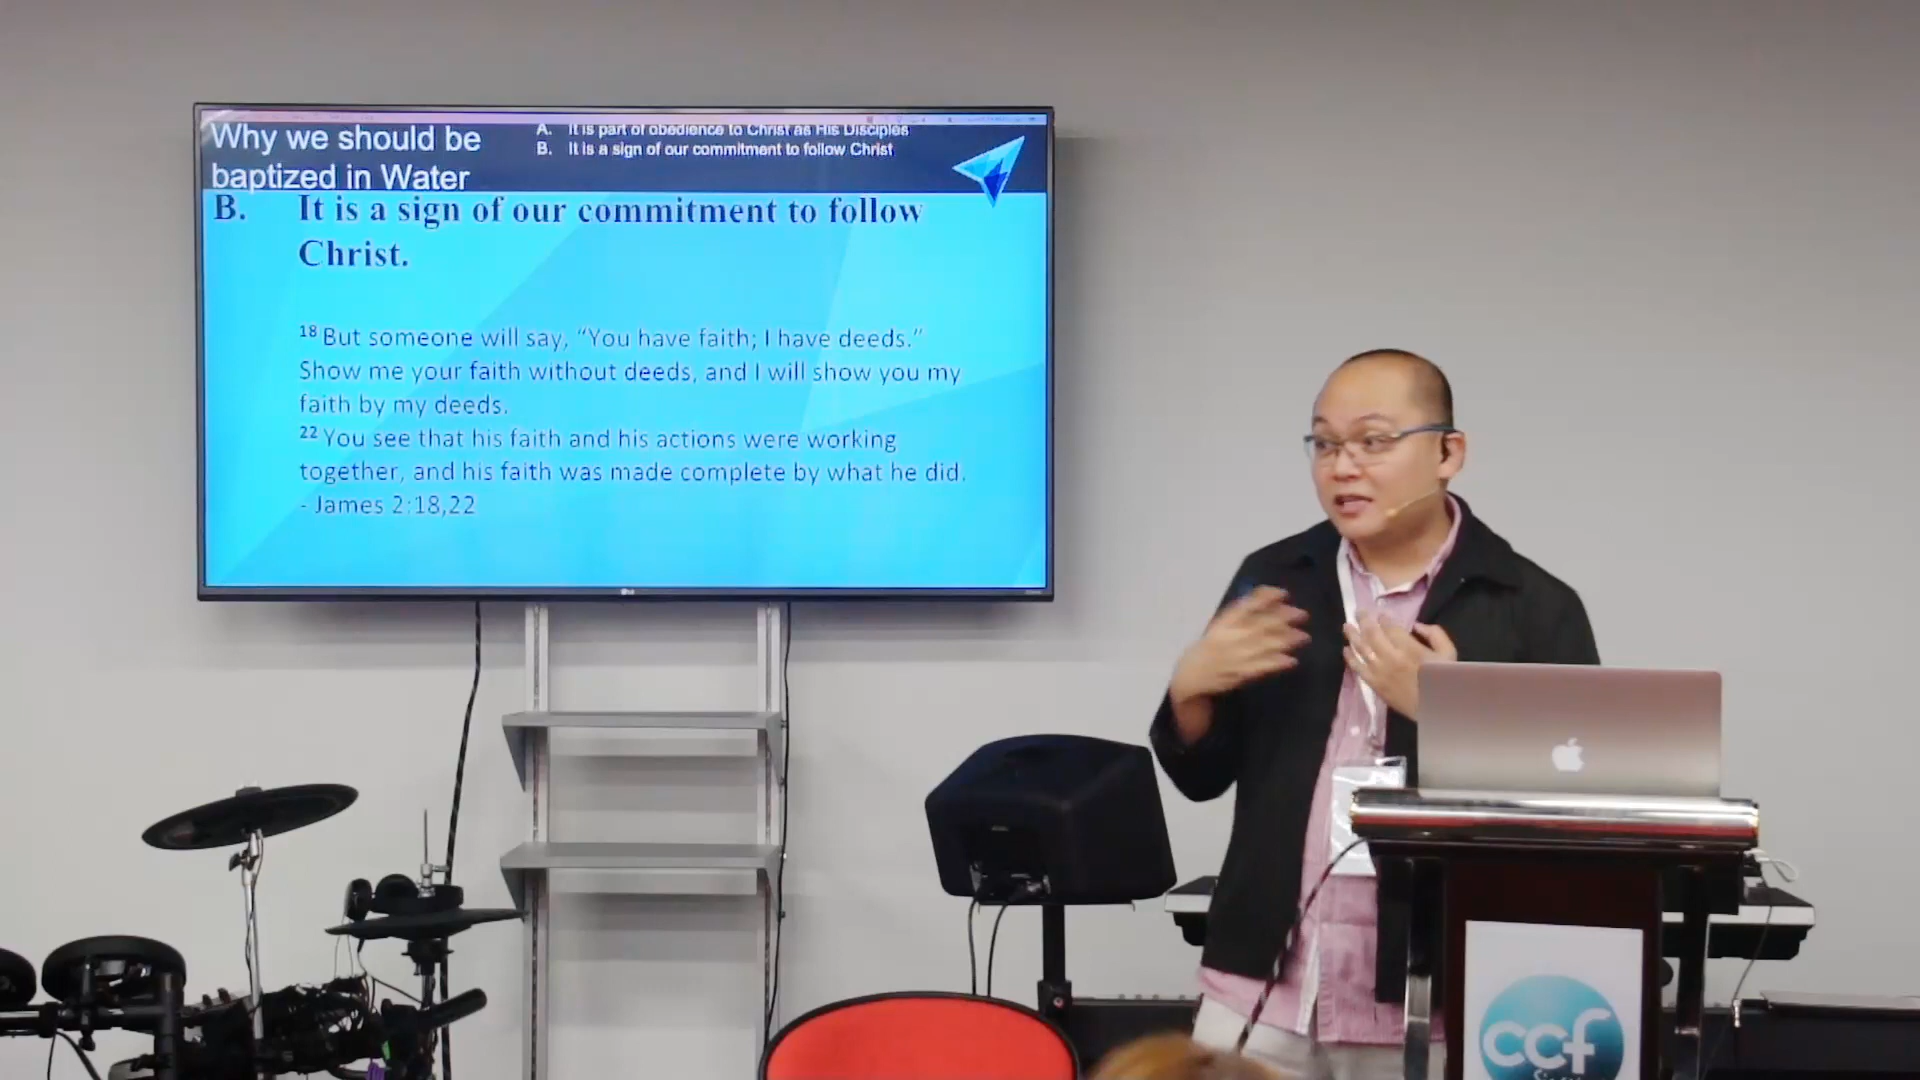 Why we should be
baptized in Water
A. It is part of obedience to Christ as His Disciples
B. It is a sign of our commitment to follow Christ
B. It is a sign of our commitment to follow
Christ.
18 But someone will say, “You have faith; I have deeds.”
Show me your faith without deeds, and I will show you my
faith by my deeds.
22 You see that his faith and his actions were working
together, and his faith was made complete by what he did.
- James 2:18,22
LG
ccf